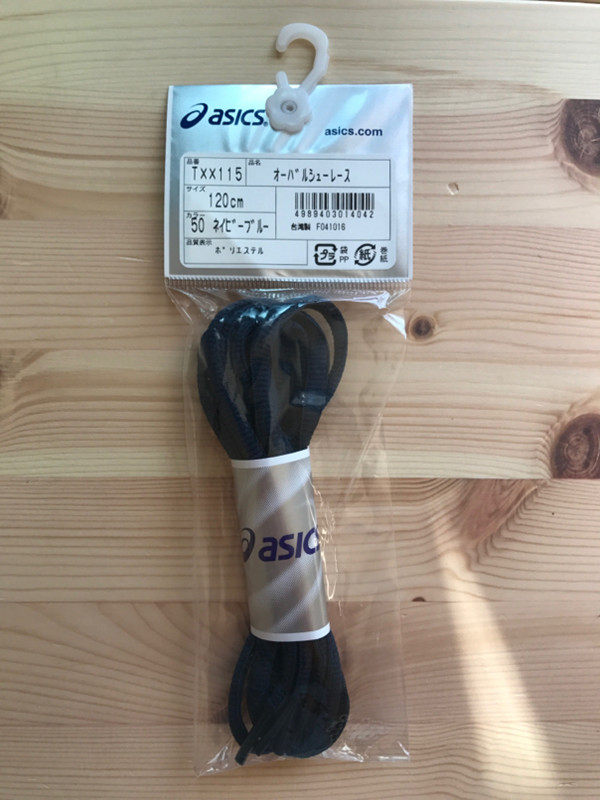 asics
asics.com
品番 TXX115 品名 オーバルシューレース
サイズ 120cm
4989403014042
カラー 50 ネイビーブルー
台湾製 F041016
品質表示 ポリエステル
プラ 袋 PP 紙 巻紙
asics